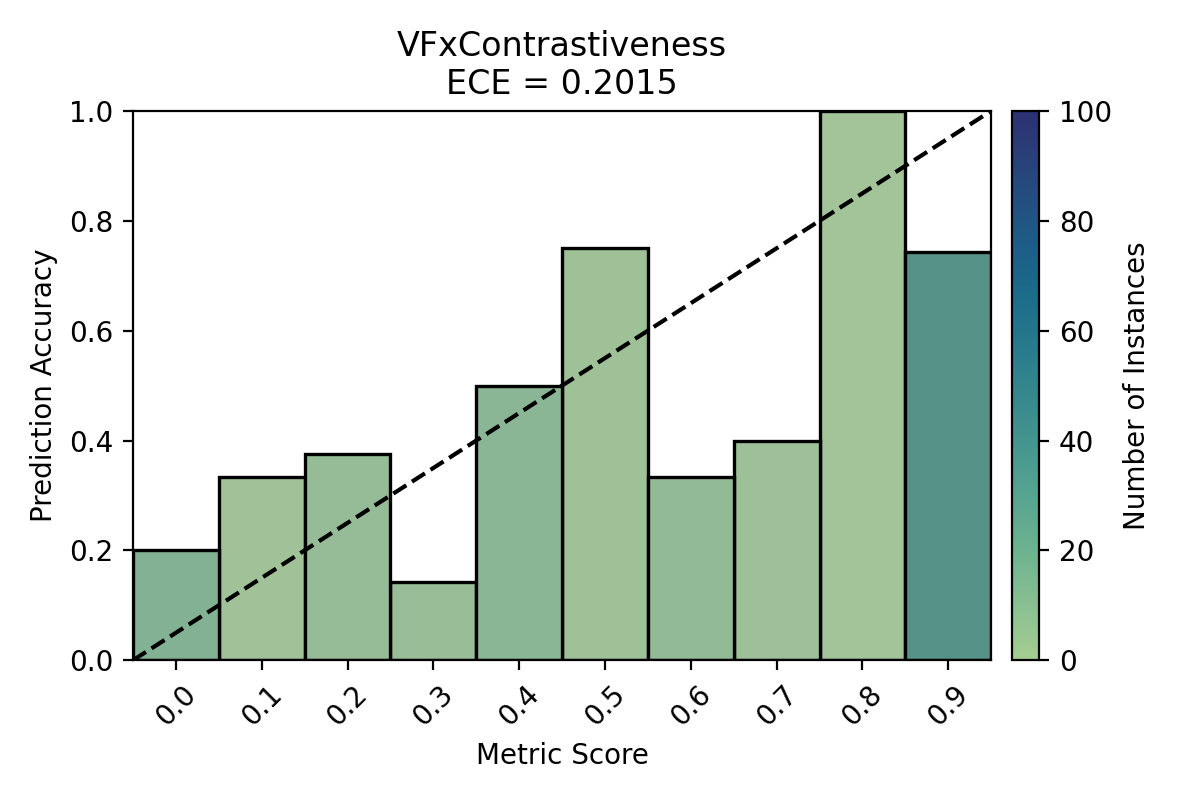 VFxContrastiveness
ECE = 0.2015
1.0
0.8
0.6
0.4
0.2
0.0
Prediction Accuracy
0.0 0.1 0.2 0.3 0.4 0.5 0.6 0.7 0.8 0.9
Metric Score
100
80
60
40
20
0
Number of Instances